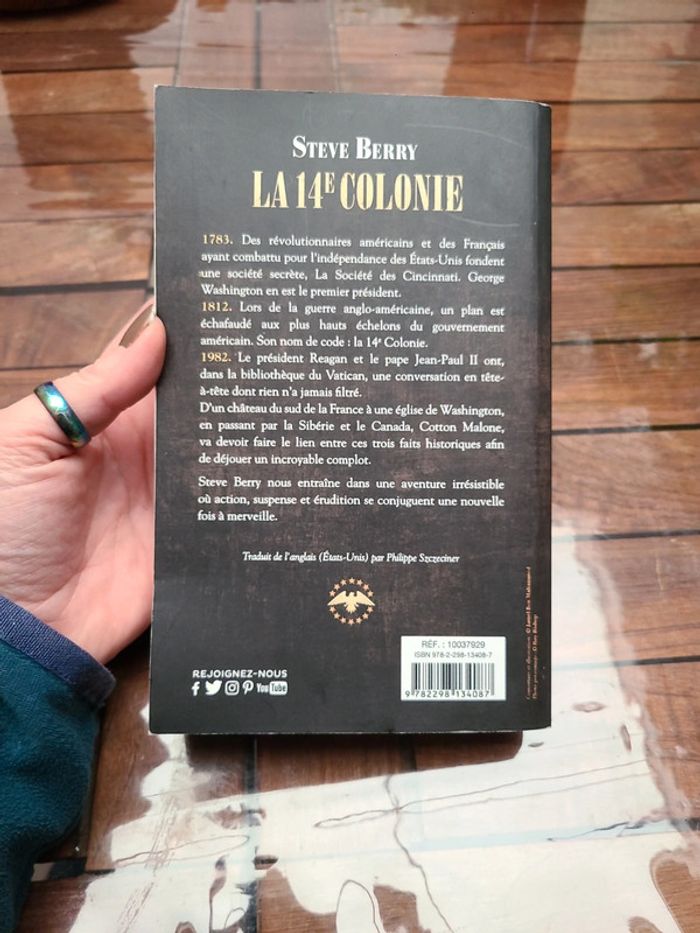 STEVE BERRY
LA 14E COLONIE
1783. Des révolutionnaires américains et des Français
ayant combattu pour l'indépendance des États-Unis fondent
une société secrète, La Société des Cincinnati. George
Washington en est le premier président.
1812. Lors de la guerre anglo-américaine, un plan est
échafaudé aux plus hauts échelons du gouvernement
américain. Son nom de code : la 14e Colonie.
1982. Le président Reagan et le pape Jean-Paul II ont,
dans la bibliothèque du Vatican, une conversation en tête-
à-tête dont rien n'a jamais filtré.
D'un château du sud de la France à une église de Washington,
en passant par la Sibérie et le Canada, Cotton Malone,
va devoir faire le lien entre ces trois faits historiques afin
de déjouer un incroyable complot.
Steve Berry nous entraîne dans une aventure irrésistible
où action, suspense et érudition se conjuguent une nouvelle
fois à merveille.
Traduit de l'anglais (États-Unis) par Philippe Szczeciner
RÉF. : 10037929
ISBN 978-2-298-13408-7
9 782298 134087
REJOIGNEZ-NOUS
YouTube